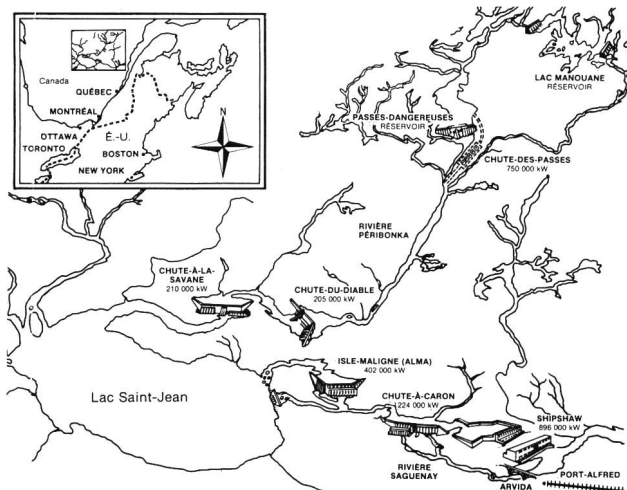 Canada
QUÉBEC
MONTRÉAL
OTTAWA
TORONTO
É.-U.
BOSTON
NEW YORK
N
LAC MANOUANE
RÉSERVOIR
PASSES-DANGEREUSES
RÉSERVOIR
CHUTE-DES-PASSES
750 000 kW
RIVIÈRE
PÉRIBONKA
CHUTE-À-LA-
SAVANE
210 000 kW
CHUTE-DU-DIABLE
205 000 kW
ISLE-MALIGNE (ALMA)
402 000 kW
Lac Saint-Jean
CHUTE-À-CARON
224 000 kW
SHIPSHAW
896 000 kW
RIVIÈRE
SAGUENAY
ARVIDA
PORT-ALFRED